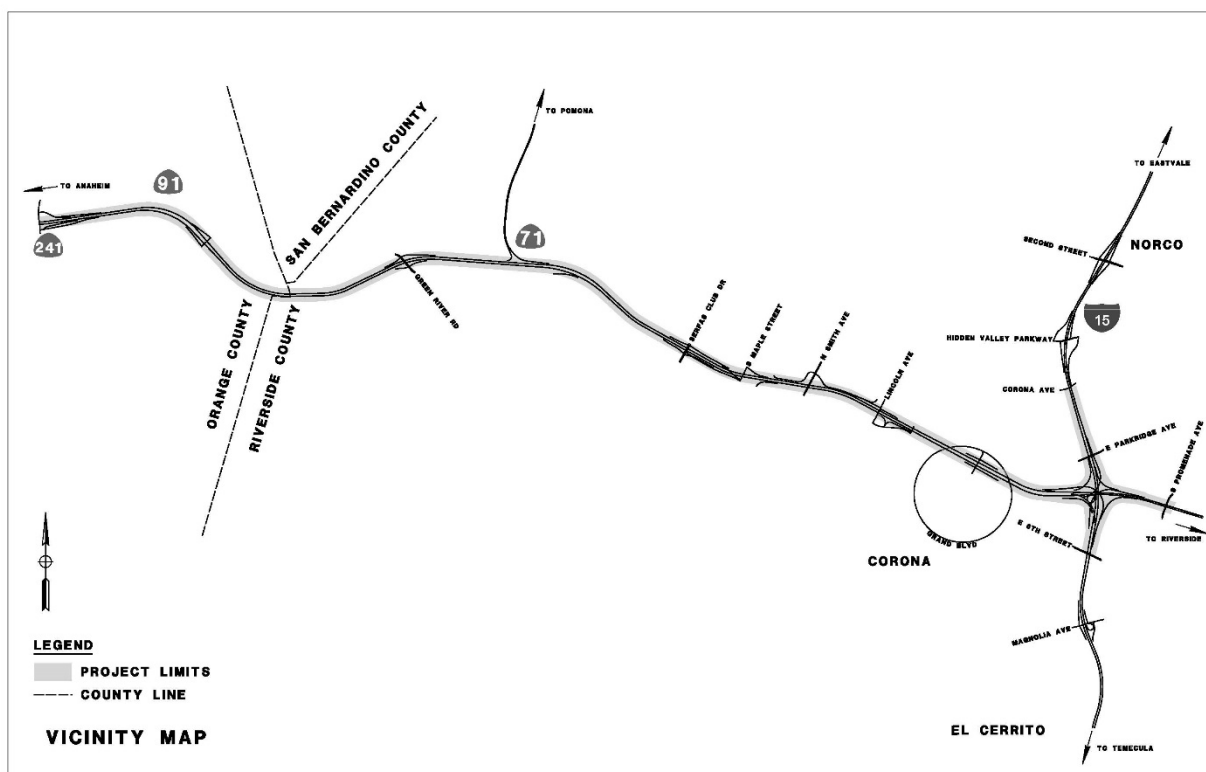 TO POMONA
SAN BERNARDINO COUNTY
TO EASTVALE
91
TO ANAHEIM
241
71
SECOND STREET
NORCO
GREEN RIVER RD
15
ORANGE COUNTY
RIVERSIDE COUNTY
SERFAS CLUB DR
S MAPLE STREET
N SMITH AVE
LINCOLN AVE
HIDDEN VALLEY PARKWAY
CORONA AVE
E PARKRIDGE AVE
S PROMENADE AVE
GRAND BLVD
E 6TH STREET
TO RIVERSIDE
CORONA
MAGNOLIA AVE
LEGEND
PROJECT LIMITS
COUNTY LINE
VICINITY MAP
EL CERRITO
TO TEMECULA